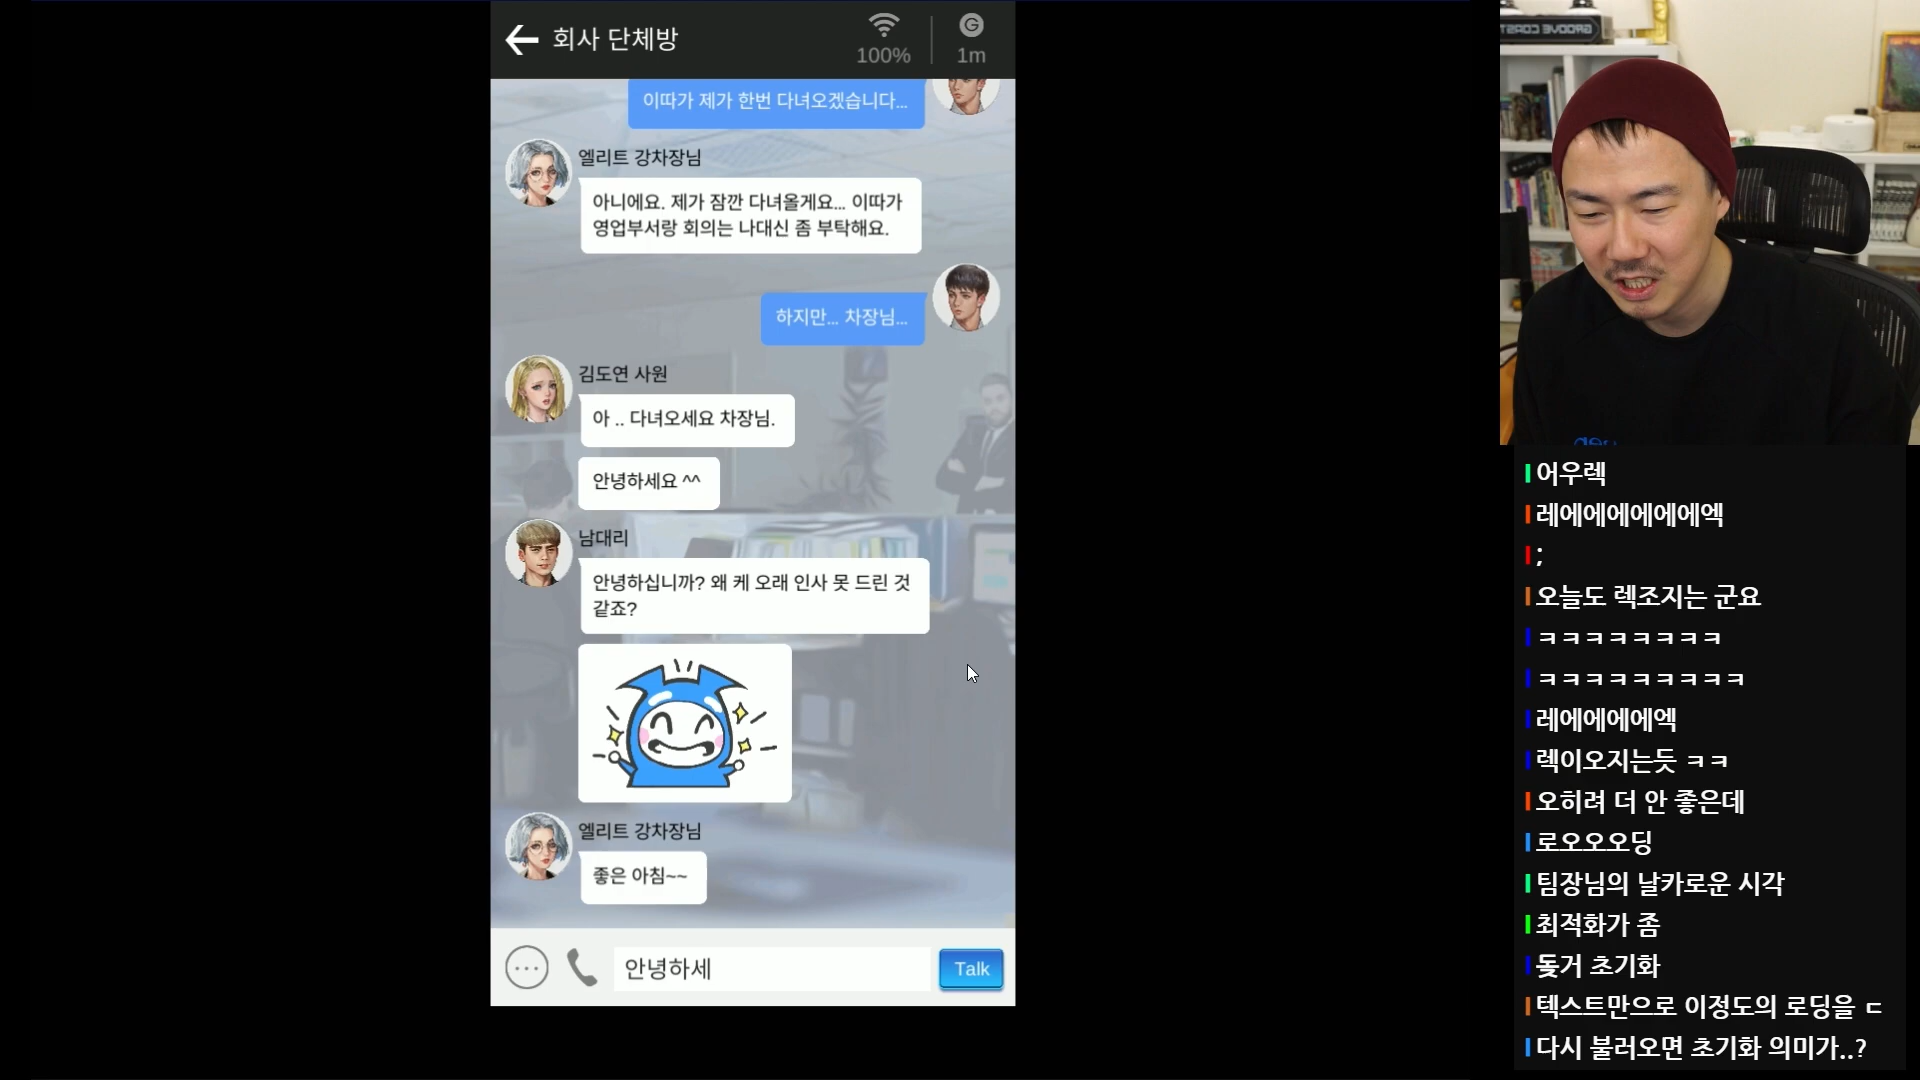 회사 단체방
100%
G
1m
이따가 제가 한번 다녀오겠습니다...
엘리트 강차장님
아니에요. 제가 잠깐 다녀올게요... 이따가
영업부서랑 회의는 나대신 좀 부탁해요.
하지만... 차장님...
김도연 사원
아 .. 다녀오세요 차장님.
안녕하세요 ^^
남대리
안녕하십니까? 왜 케 오래 인사 못 드린 것
같죠?
엘리트 강차장님
좋은 아침~~
안녕하세
Talk
어우렉
레에에에에에에엑
;
오늘도 렉조지는 군요
ㅋㅋㅋㅋㅋㅋㅋㅋ
ㅋㅋㅋㅋㅋㅋㅋㅋㅋ
레에에에에엑
렉이오지는듯 ㅋㅋ
오히려 더 안 좋은데
로오오오딩
팀장님의 날카로운 시각
최적화가 좀
돚거 초기화
텍스트만으로 이정도의 로딩을 ㄷ
다시 불러오면 초기화 의미가..?